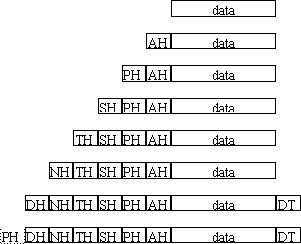 data
AH data
PH AH data
SH PH AH data
TH SH PH AH data
NH TH SH PH AH data
DH NH TH SH PH AH data DT
PH DH NH TH SH PH AH data DT